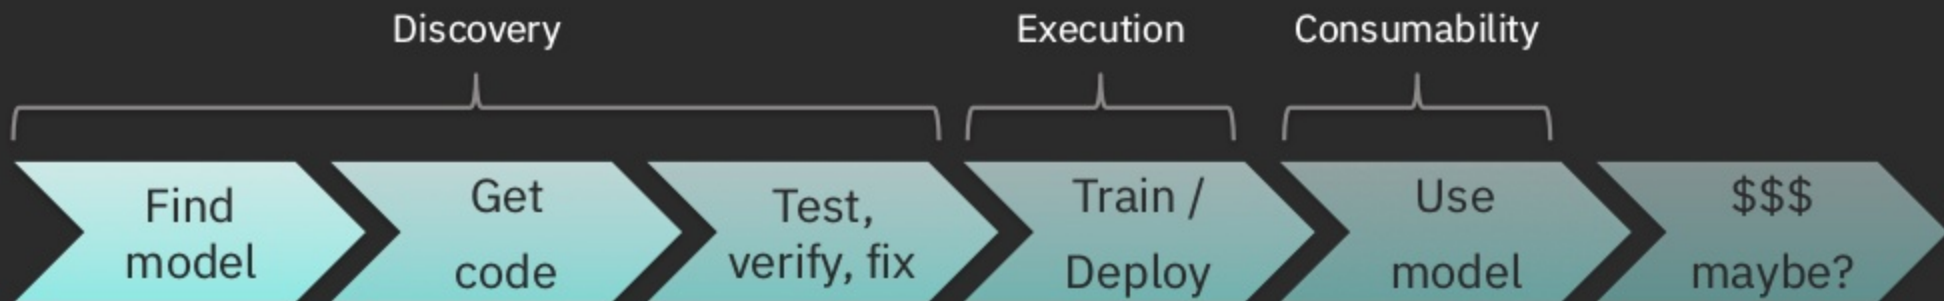 Discovery
Execution
Consumability
Find
model
Get
code
Test,
verify, fix
Train /
Deploy
Use
model
$$$
maybe?